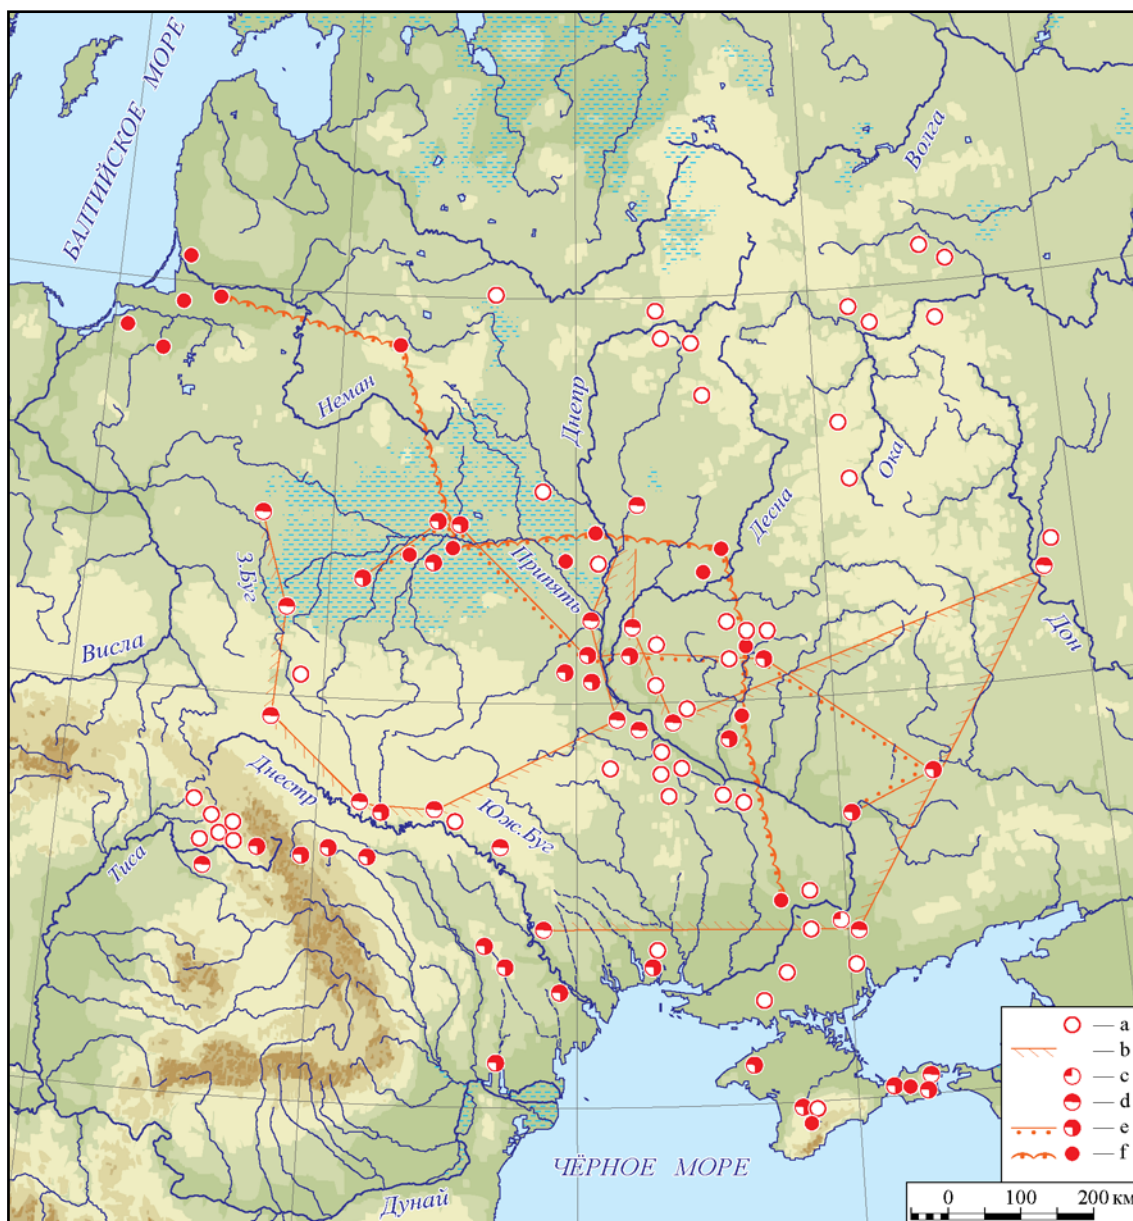 БАЛТИЙСКОЕ МОРЕ
Волга
Неман
Днепр
Ока
Десна
Припять
З.Буг
Дон
Висла
Днестр
Юж.Буг
Тиса
— a
— b
— c
— d
— e
— f
ЧЁРНОЕ МОРЕ
Дунай
0 100 200 км